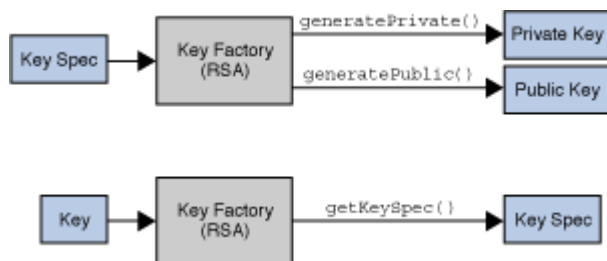 generatePrivate()
Private Key
Key Spec
Key Factory
(RSA)
generatePublic()
Public Key
Key
Key Factory
(RSA)
getKeySpec()
Key Spec